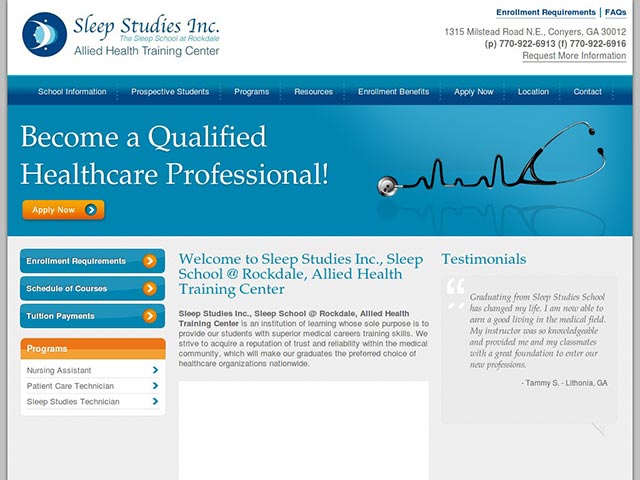 Sleep Studies Inc.
The Sleep School at Rockdale
Allied Health Training Center
Enrollment Requirements | FAQs
1315 Milstead Road N.E., Conyers, GA 30012
(p) 770-922-6913 (f) 770-922-6916
Request More Information
School Information Prospective Students Programs Resources Enrollment Benefits Apply Now Location Contact
Become a Qualified
Healthcare Professional!
Apply Now
Enrollment Requirements
Schedule of Courses
Tuition Payments
Programs
Nursing Assistant
Patient Care Technician
Sleep Studies Technician
Welcome to Sleep Studies Inc., Sleep
School @ Rockdale, Allied Health
Training Center
Sleep Studies Inc., Sleep School @ Rockdale, Allied Health
Training Center is an institution of learning whose sole purpose is to
provide our students with superior medical careers training skills. We
strive to acquire a reputation of trust and reliability within the medical
community, which will make our graduates the preferred choice of
healthcare organizations nationwide.
Testimonials
“
Graduating from Sleep Studies School
has changed my life. I am now able to
earn a good living in the medical field.
My instructor was so knowledgeable
and provided me and my classmates
with a great foundation to enter our
new professions.
- Tammy S. - Lithonia, GA